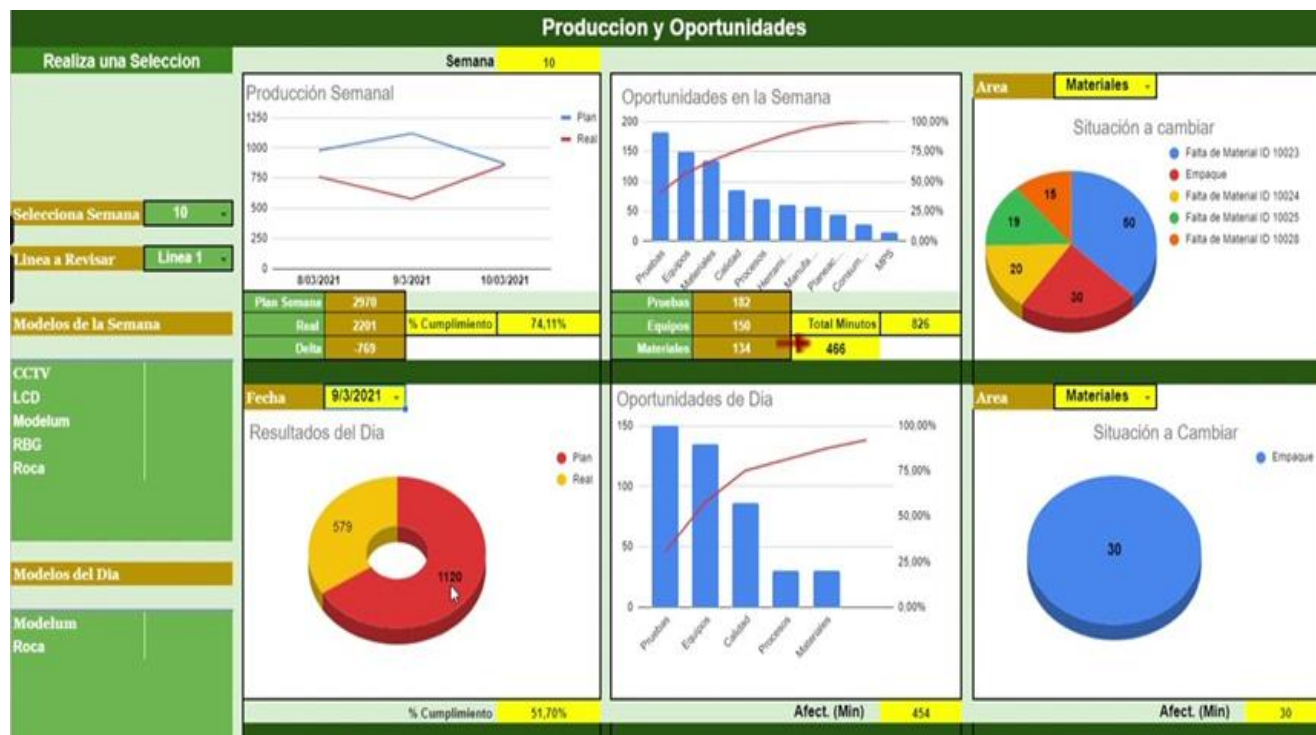 Produccion y Oportunidades
Realiza una Seleccion
Semana 10
Selecciona Semana 10
Linea a Revisar Linea 1
Modelos de la Semana
CCTV
LCD
Modelum
RBG
Roca
Modelos del Dia
Modelum
Roca
Producción Semanal
1250
1000
750
500
250
0
Plan
Real
8/03/2021 9/3/2021 10/03/2021
Plan Semana 2970
Real 2201 % Cumplimiento 74,11%
Delta -769
Oportunidades en la Semana
200
150
100
50
0
100,00%
75,00%
50,00%
25,00%
0,00%
Pruebas Equipos Materiales Calidad Procesos Herrami... Manufa... Planeac... Consum... MPS
Pruebas 182
Equipos 150 Total Minutos 826
Materiales 134 466
Area Materiales
Situación a cambiar
Falta de Material ID 10023
Empaque
Falta de Material ID 10024
Falta de Material ID 10025
Falta de Material ID 10028
15
19
20
30
Fecha 9/3/2021
Resultados del Dia
Plan
Real
579
1120
% Cumplimiento 51,70%
Oportunidades de Dia
150
100
50
0
100,00%
75,00%
50,00%
25,00%
0,00%
Pruebas Equipos Calidad Procesos Materiales
Afect. (Min) 454
Area Materiales
Situación a Cambiar
Empaque
30
Afect. (Min) 30